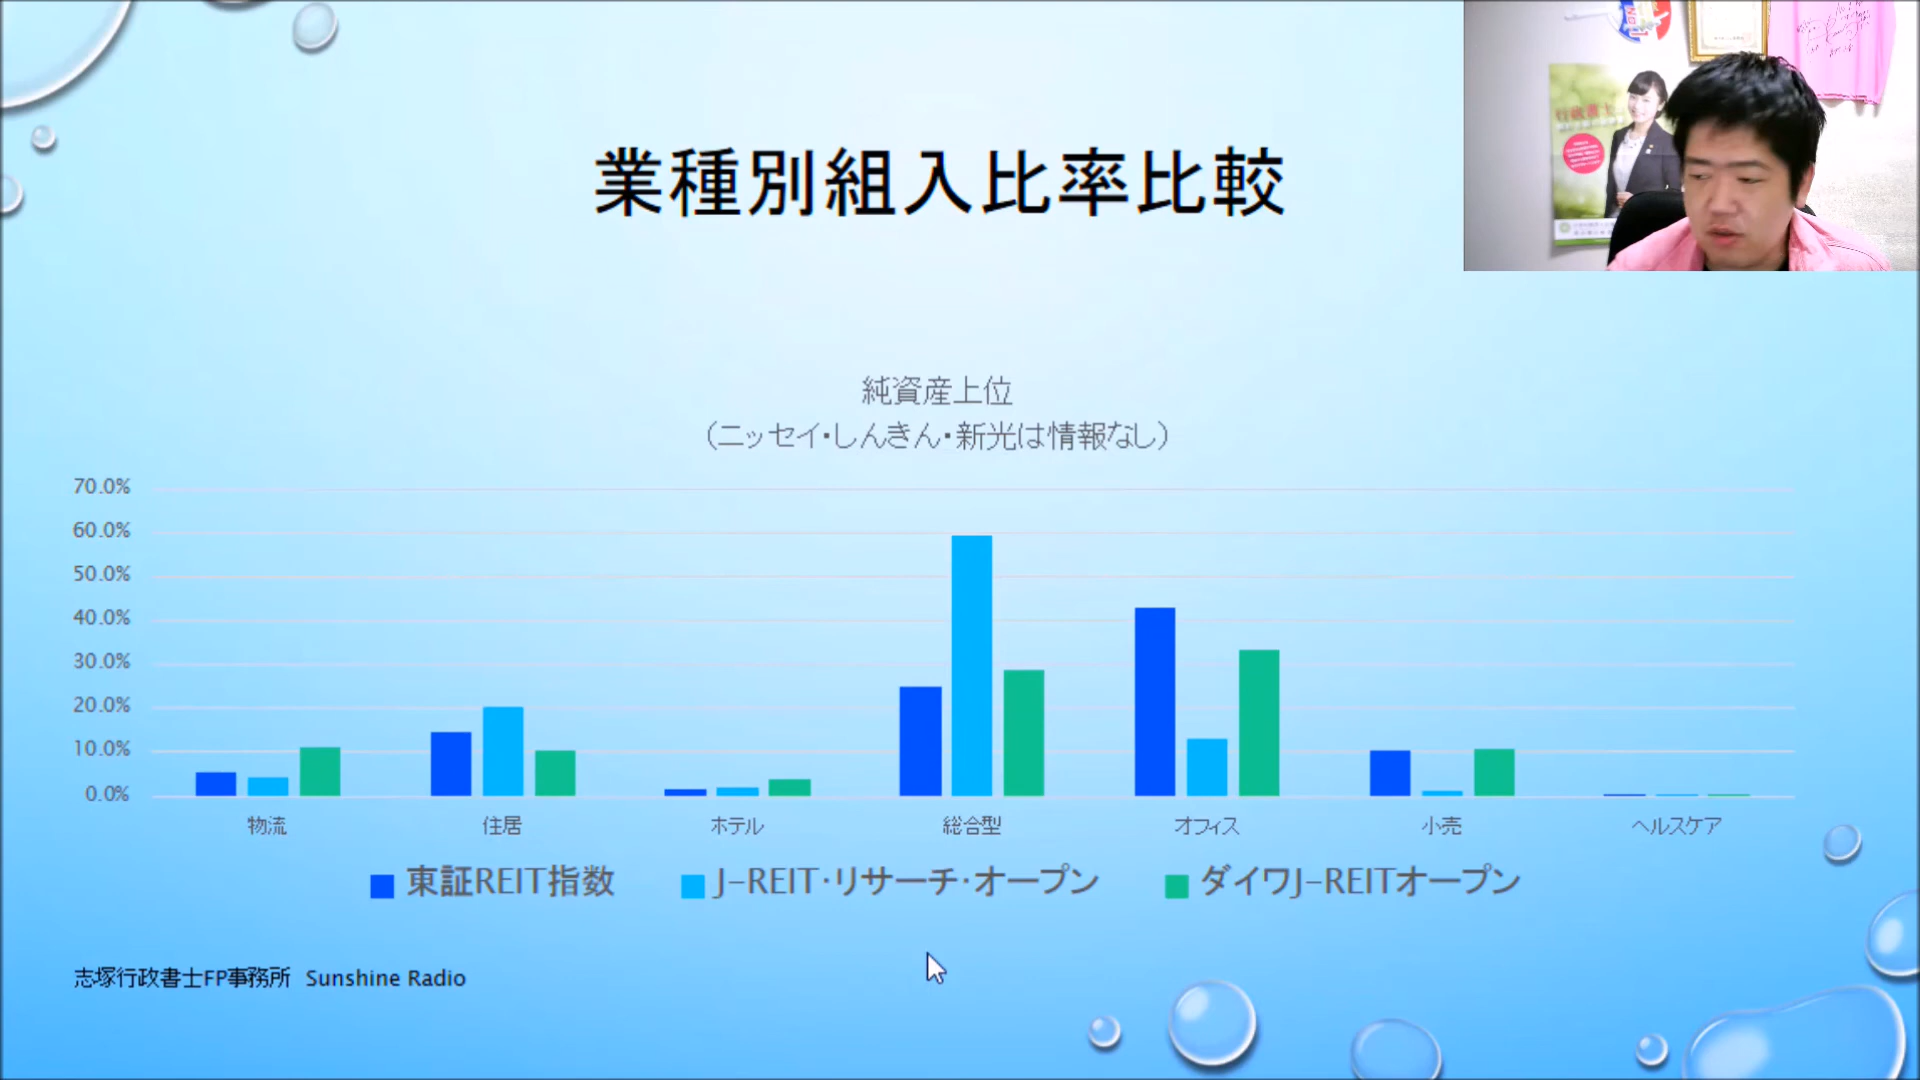 業種別組入比率比較
行政書士
純資産上位
（ニッセイ・しんきん・新光は情報なし）
70.0%
60.0%
50.0%
40.0%
30.0%
20.0%
10.0%
0.0%
物流
住居
ホテル
総合型
オフィス
小売
ヘルスケア
東証REIT指数
J-REIT・リサーチ・オープン
ダイワJ-REITオープン
志塚行政書士FP事務所 Sunshine Radio